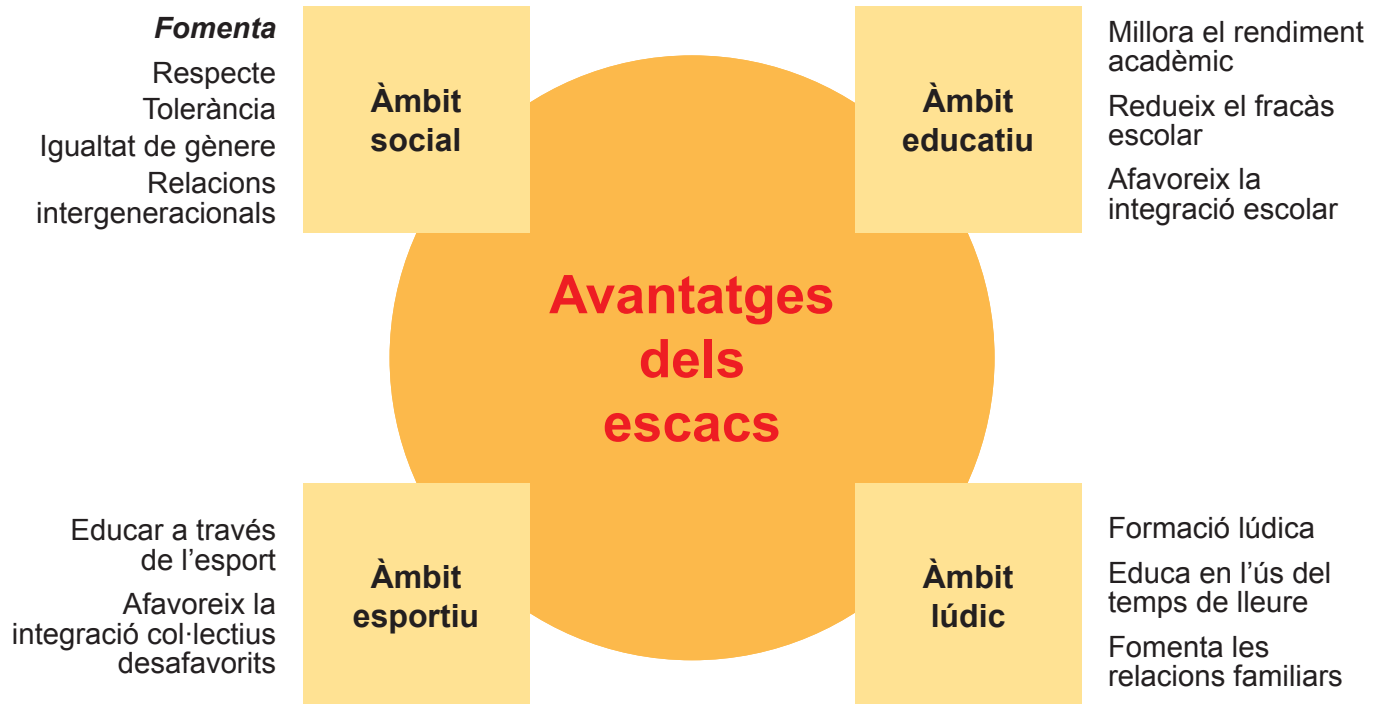 Fomenta
Respecte
Tolerància
Igualtat de gènere
Relacions
intergeneracionals
Àmbit
social
Àmbit
educatiu
Millora el rendiment
acadèmic
Redueix el fracàs
escolar
Afavoreix la
integració escolar
Avantatges
dels
escacs
Educar a través
de l’esport
Afavoreix la
integració col·lectius
desafavorits
Àmbit
esportiu
Àmbit
lúdic
Formació lúdica
Educa en l’ús del
temps de lleure
Fomenta les
relacions familiars